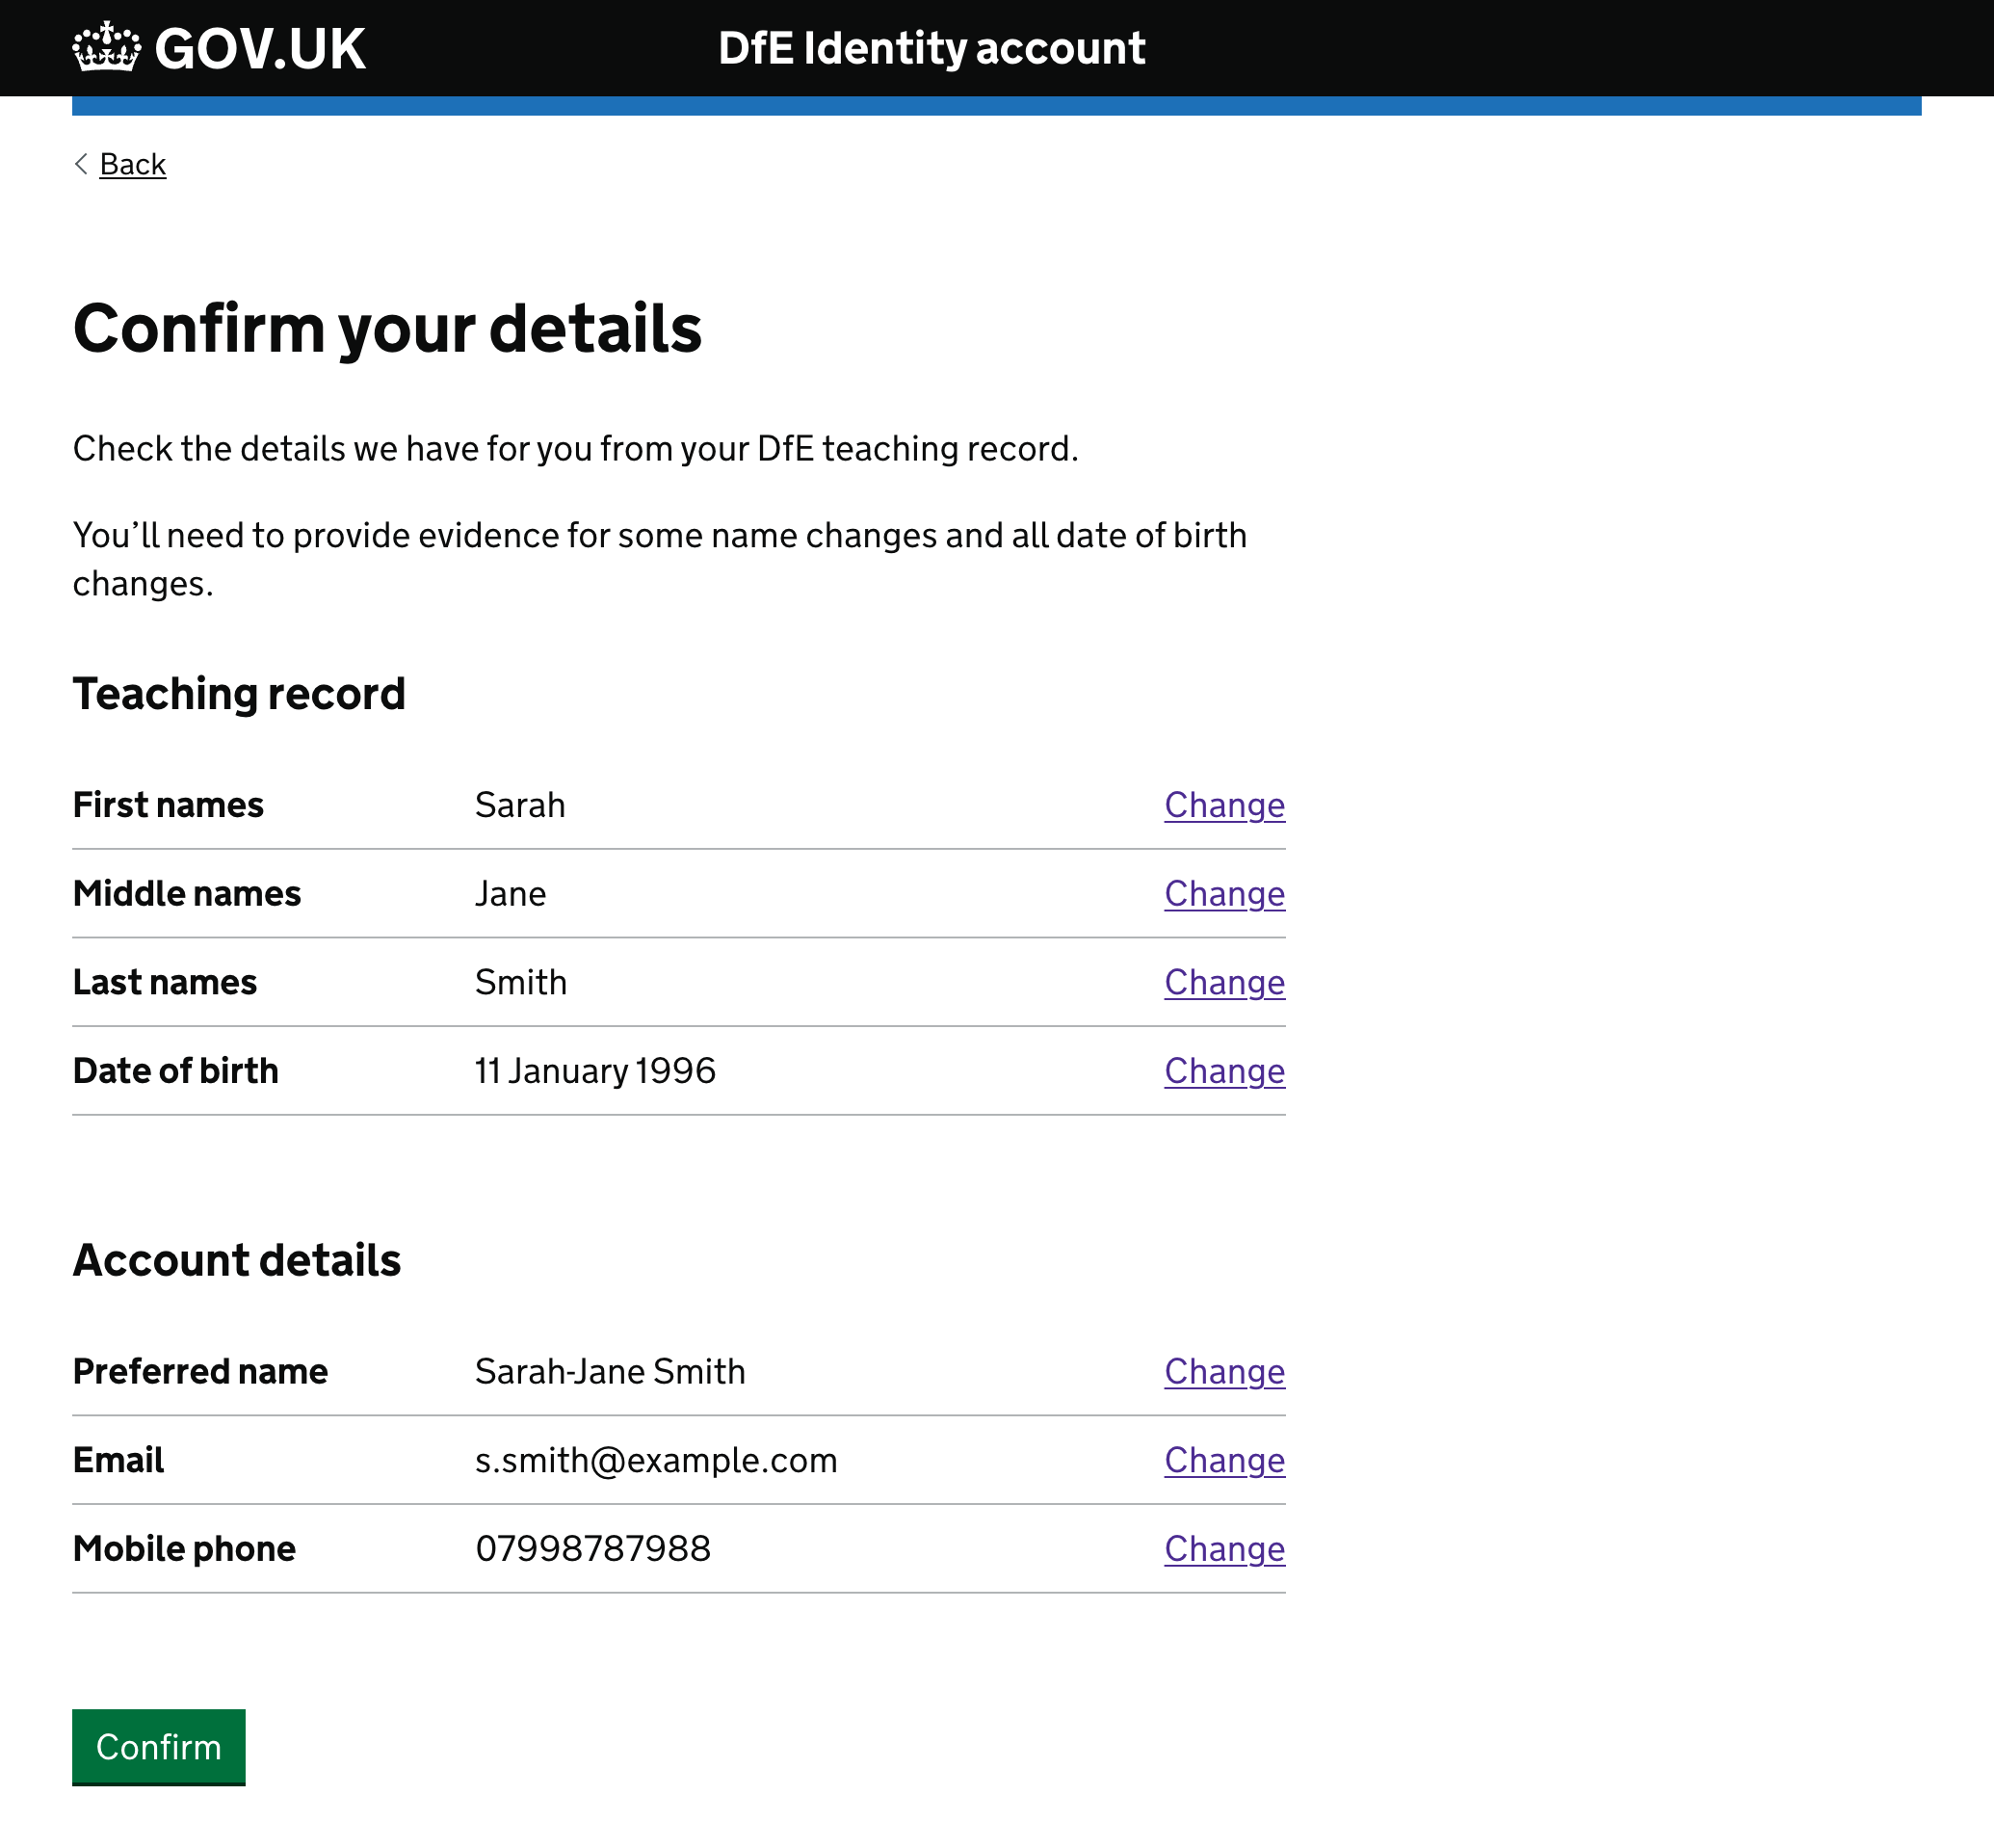 GOV.UK DfE Identity account
Back
Confirm your details
Check the details we have for you from your DfE teaching record.
You’ll need to provide evidence for some name changes and all date of birth
changes.
Teaching record
First names Sarah Change
Middle names Jane Change
Last names Smith Change
Date of birth 11 January 1996 Change
Account details
Preferred name Sarah-Jane Smith Change
Email s.smith@example.com Change
Mobile phone 07998787988 Change
Confirm